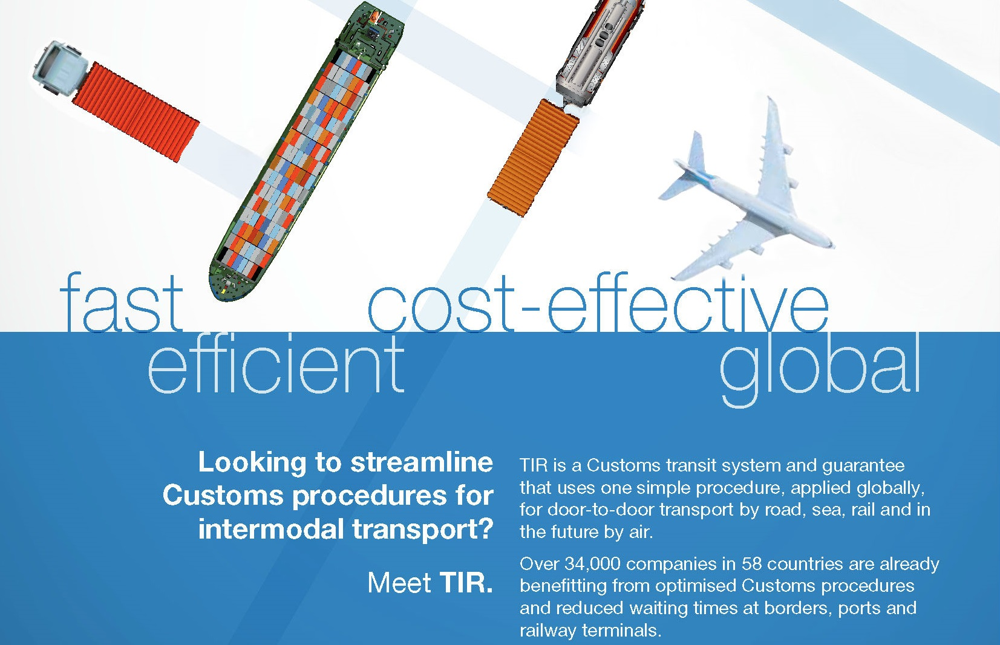 fast
cost-effective
efficient
global
Looking to streamline
Customs procedures for
intermodal transport?
Meet TIR.
TIR is a Customs transit system and guarantee
that uses one simple procedure, applied globally,
for door-to-door transport by road, sea, rail and in
the future by air.
Over 34,000 companies in 58 countries are already
benefitting from optimised Customs procedures
and reduced waiting times at borders, ports and
railway terminals.